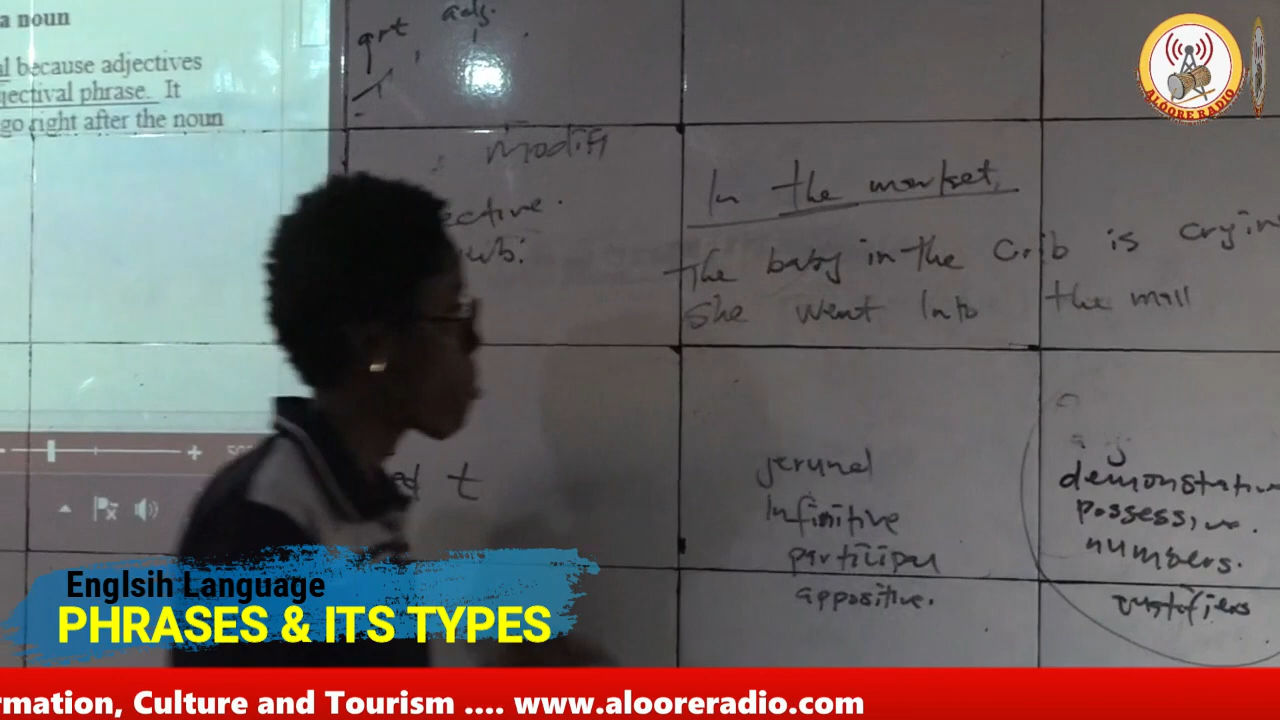 a noun
al because adjectives
jectival phrase. It
go right after the noun
art adj.
modifi
ective.
In the market,
The baby in the Crib is cryin
She went Into the mall
t
gerund
Infinitive
participal
appositive.
demonstrative
possessive.
numbers.
ALOORE RADIO
Englsih Language
PHRASES & ITS TYPES
rmation, Culture and Tourism .... www.alooreradio.com